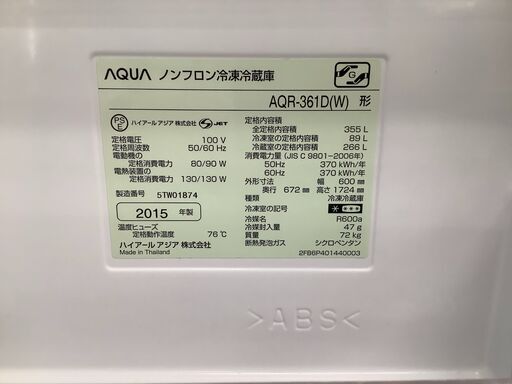 AQUA ノンフロン冷凍冷蔵庫
G
AQR-361D(W) 形
PS E ハイアール アジア 株式会社 S JET
定格電圧 100 V
定格周波数 50/60 Hz
電動機の
定格消費電力 80/90 W
電熱装置の
定格消費電力 130/130 W
製造番号 5TW01874
2015 年製
温度ヒューズ
定格動作温度 76 ℃
ハイアール アジア 株式会社
Made in Thailand
定格内容積
全定格内容積 355 L
冷凍室の定格内容積 89 L
冷蔵室の定格内容積 266 L
消費電力量 (JIS C 9801-2006年)
50Hz 370 kWh/年
60Hz 370 kWh/年
外形寸法 幅 600 mm
奥行 672 mm 高さ 1724 mm
種類 冷凍冷蔵庫
冷凍室の記号
冷媒名 R600a
冷媒封入量 47 g
質量 72 kg
断熱発泡ガス シクロペンタン
2FB6P401440003
>ABS<